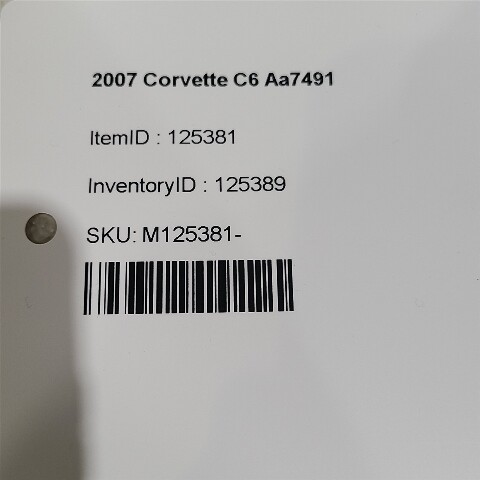 2007 Corvette C6 Aa7491
ItemID : 125381
InventoryID : 125389
SKU: M125381-